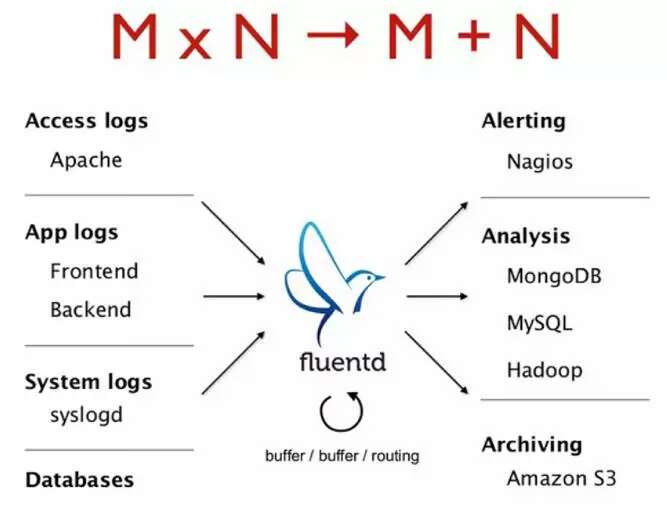 M x N → M + N
Access logs
Apache
App logs
Frontend
Backend
System logs
syslogd
Databases
fluentd
buffer / buffer / routing
Alerting
Nagios
Analysis
MongoDB
MySQL
Hadoop
Archiving
Amazon S3